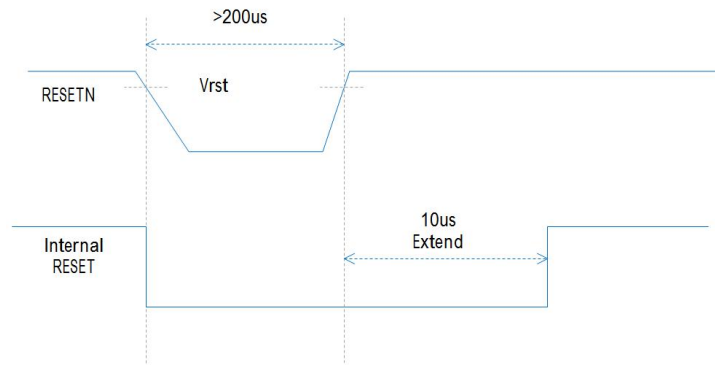 >200us
Vrst
RESETN
10us
Extend
Internal
RESET